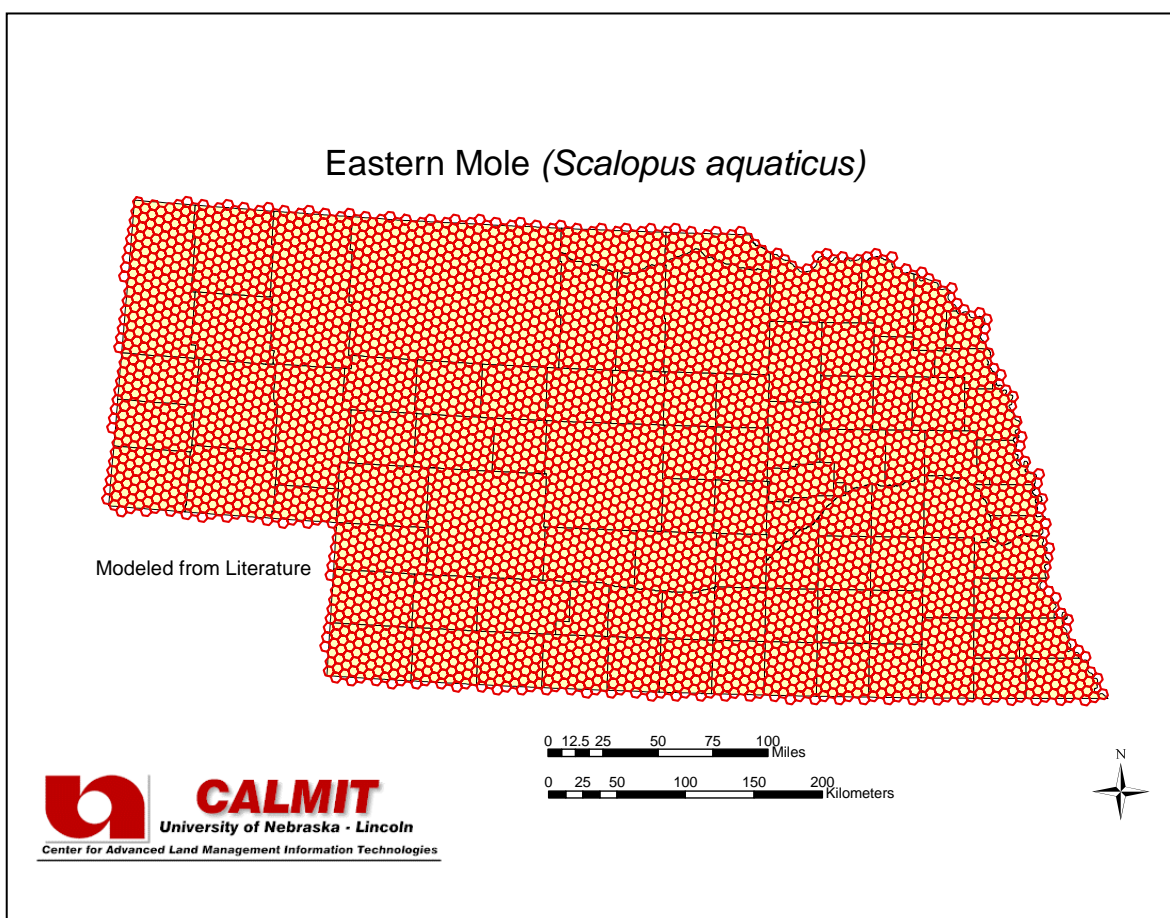 Eastern Mole (Scalopus aquaticus)
Modeled from Literature
0 12.5 25 50 75 100
Miles
0 25 50 100 150 200
Kilometers
N
CALMIT
University of Nebraska - Lincoln
Center for Advanced Land Management Information Technologies